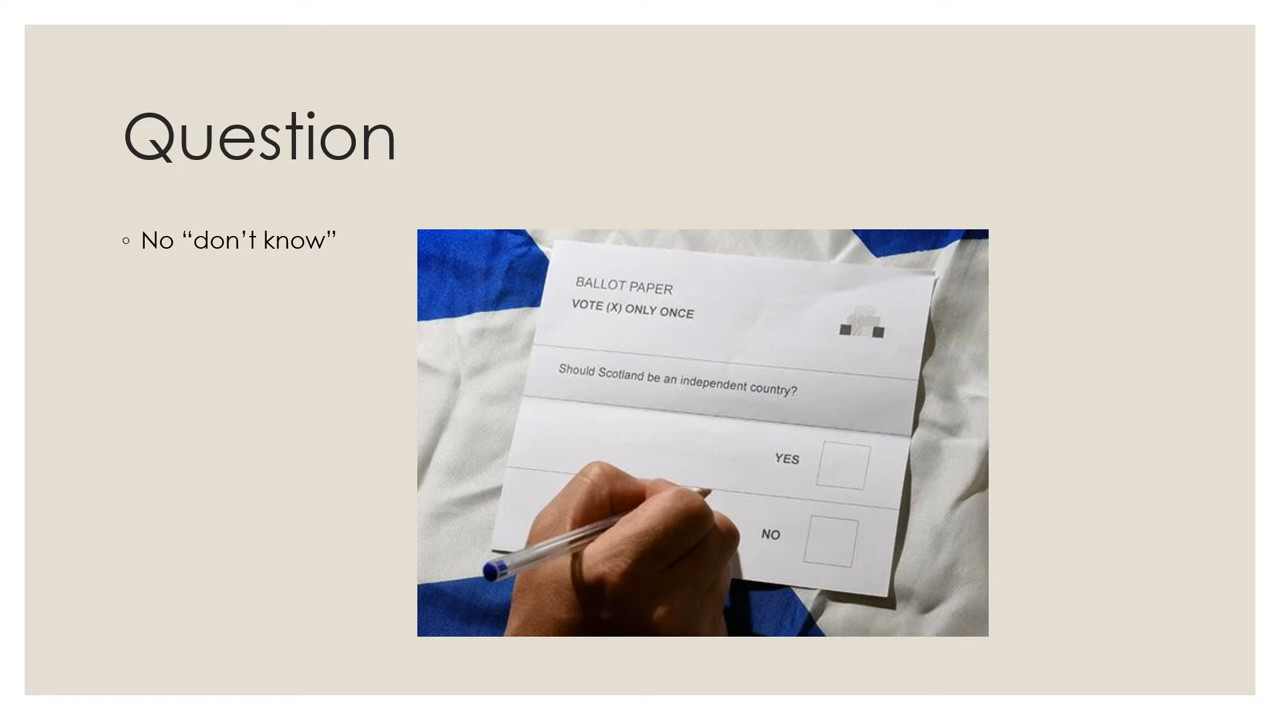 Question
◦ No “don’t know”
BALLOT PAPER
VOTE (X) ONLY ONCE
Should Scotland be an independent country?
YES
NO